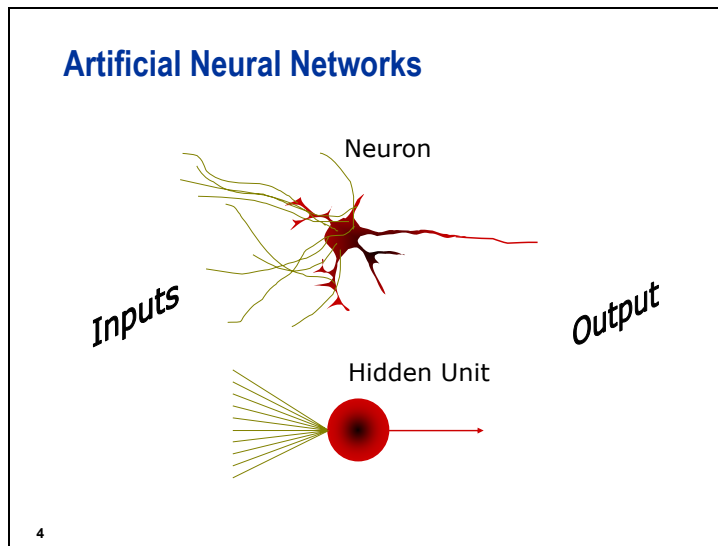 Artificial Neural Networks
Neuron
Inputs
Output
Hidden Unit
4